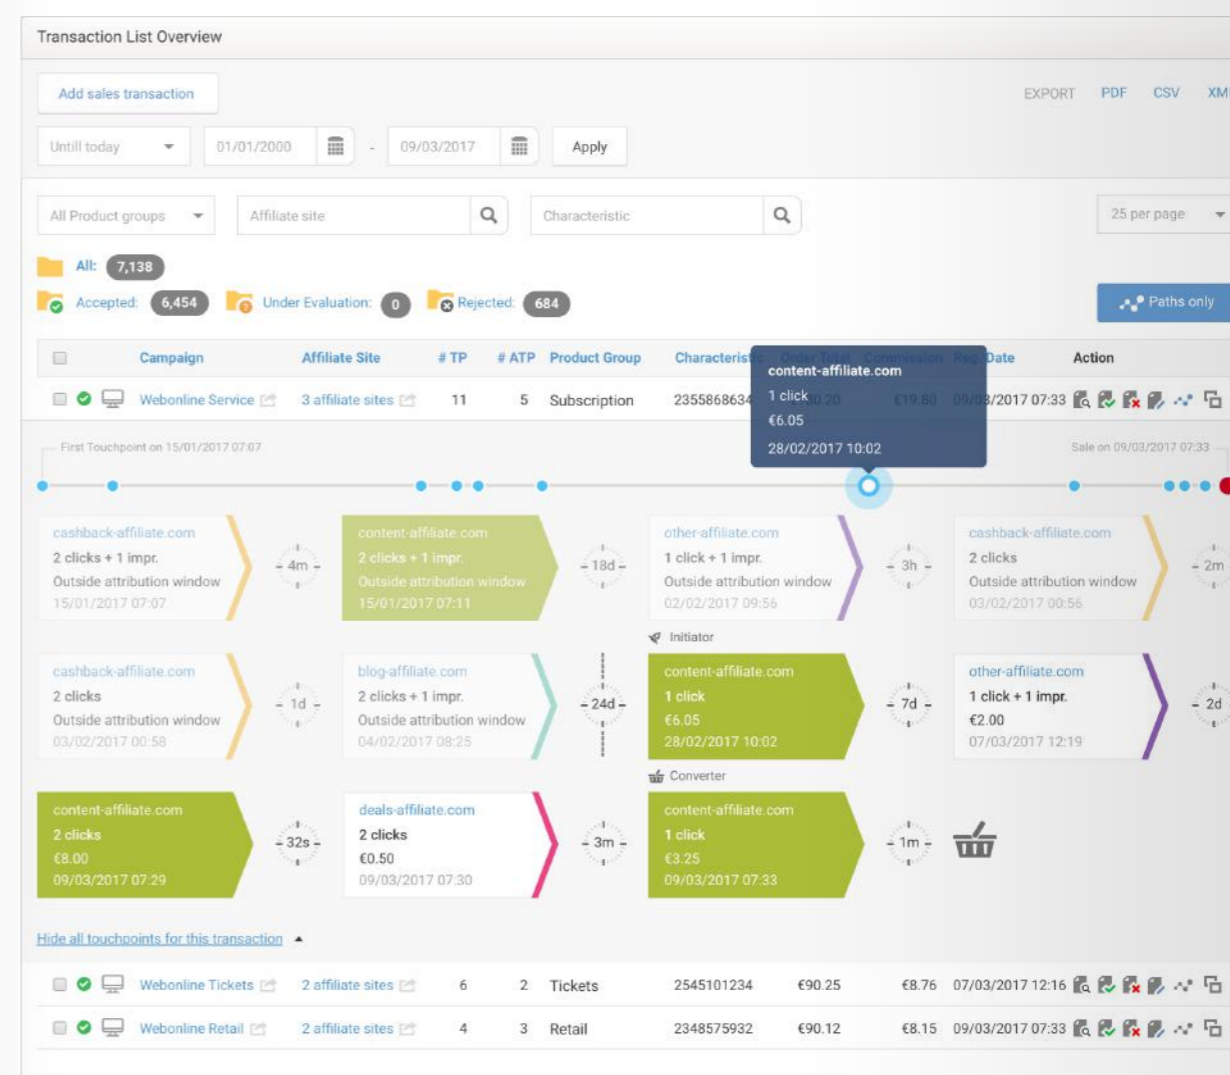 Transaction List Overview
Add sales transaction
EXPORT PDF CSV XM
Untill today 01/01/2000 - 09/03/2017 Apply
All Product groups Affiliate site Characteristic 25 per page
All: 7,138
Accepted: 6,454 Under Evaluation: 0 Rejected: 684 Paths only
Campaign Affiliate Site # TP # ATP Product Group Characteristic Order Total Commission Reg. Date Action
Webonline Service 3 affiliate sites 11 5 Subscription 2355868634 €19.80 09/03/2017 07:33
content-affiliate.com
1 click
€6.05
28/02/2017 10:02
First Touchpoint on 15/01/2017 07:07 Sale on 09/03/2017 07:33
cashback-affiliate.com
2 clicks + 1 impr.
Outside attribution window
15/01/2017 07:07
4m
content-affiliate.com
2 clicks + 1 impr.
Outside attribution window
15/01/2017 07:11
18d
other-affiliate.com
1 click + 1 impr.
Outside attribution window
02/02/2017 09:56
3h
cashback-affiliate.com
2 clicks
Outside attribution window
03/02/2017 00:56
2m
cashback-affiliate.com
2 clicks
Outside attribution window
03/02/2017 00:58
1d
blog-affiliate.com
2 clicks + 1 impr.
Outside attribution window
04/02/2017 08:25
24d
Initiator
content-affiliate.com
1 click
€6.05
28/02/2017 10:02
7d
other-affiliate.com
1 click + 1 impr.
€2.00
07/03/2017 12:19
2d
content-affiliate.com
2 clicks
€8.00
09/03/2017 07:29
32s
deals-affiliate.com
2 clicks
€0.50
09/03/2017 07:30
3m
Converter
content-affiliate.com
1 click
€3.25
09/03/2017 07:33
1m
Hide all touchpoints for this transaction
Webonline Tickets 2 affiliate sites 6 2 Tickets 2545101234 €90.25 €8.76 07/03/2017 12:16
Webonline Retail 2 affiliate sites 4 3 Retail 2348575932 €90.12 €8.15 09/03/2017 07:33